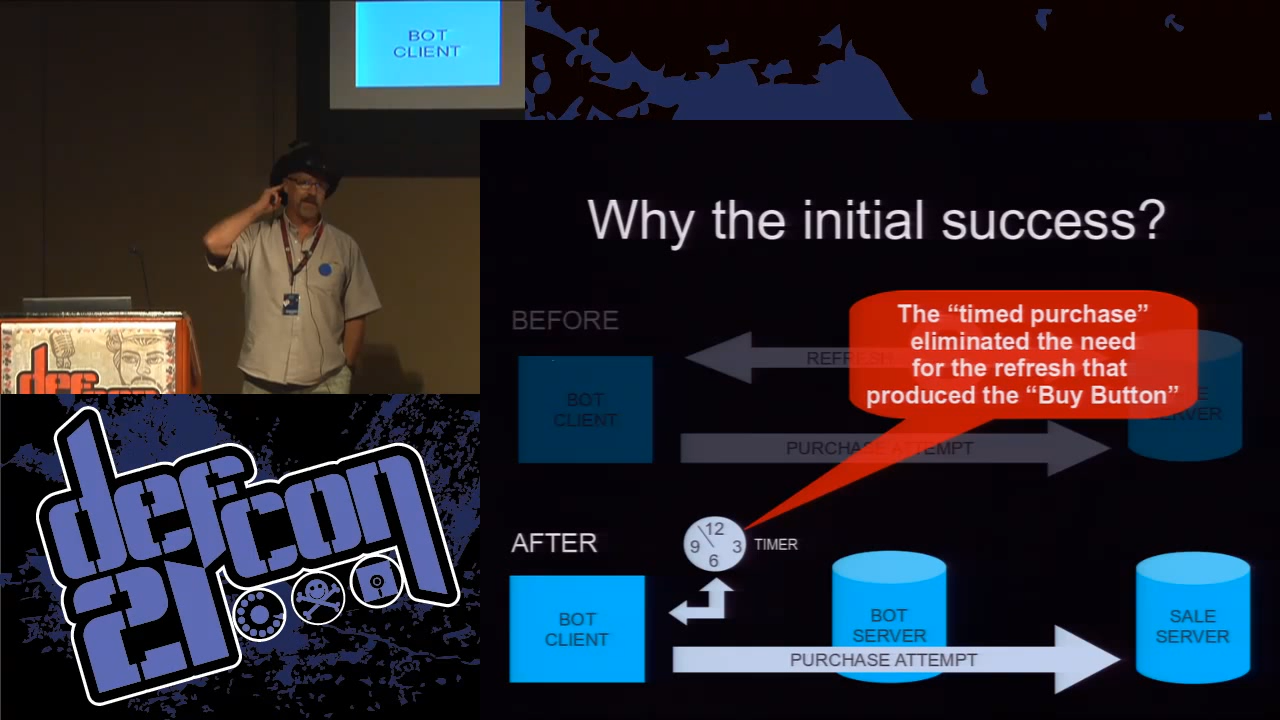 BOT
CLIENT
def
defcon
21
Why the initial success?
BEFORE
The “timed purchase”
eliminated the need
for the refresh that
produced the “Buy Button”
REFRESH
BOT
CLIENT
SERVER
PURCHASE ATTEMPT
AFTER
12
9
3
6
TIMER
BOT
CLIENT
BOT
SERVER
SALE
SERVER
PURCHASE ATTEMPT